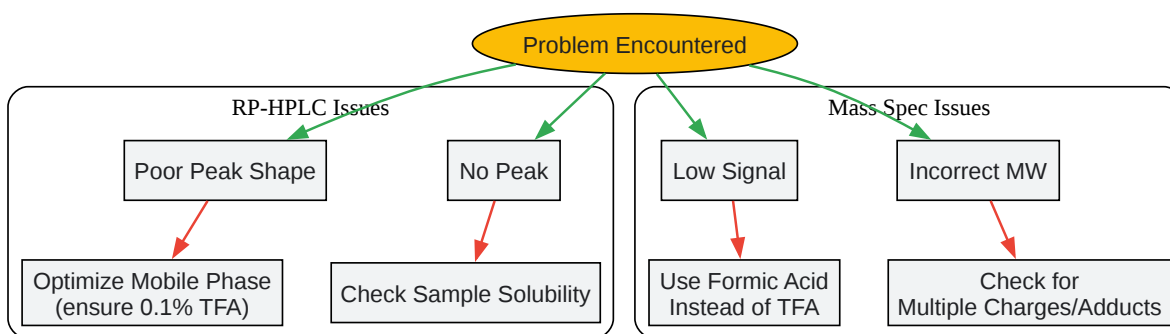 Problem Encountered
RP-HPLC Issues
Mass Spec Issues
Poor Peak Shape
No Peak
Low Signal
Incorrect MW
Optimize Mobile Phase
(ensure 0.1% TFA)
Check Sample Solubility
Use Formic Acid
Instead of TFA
Check for
Multiple Charges/Adducts